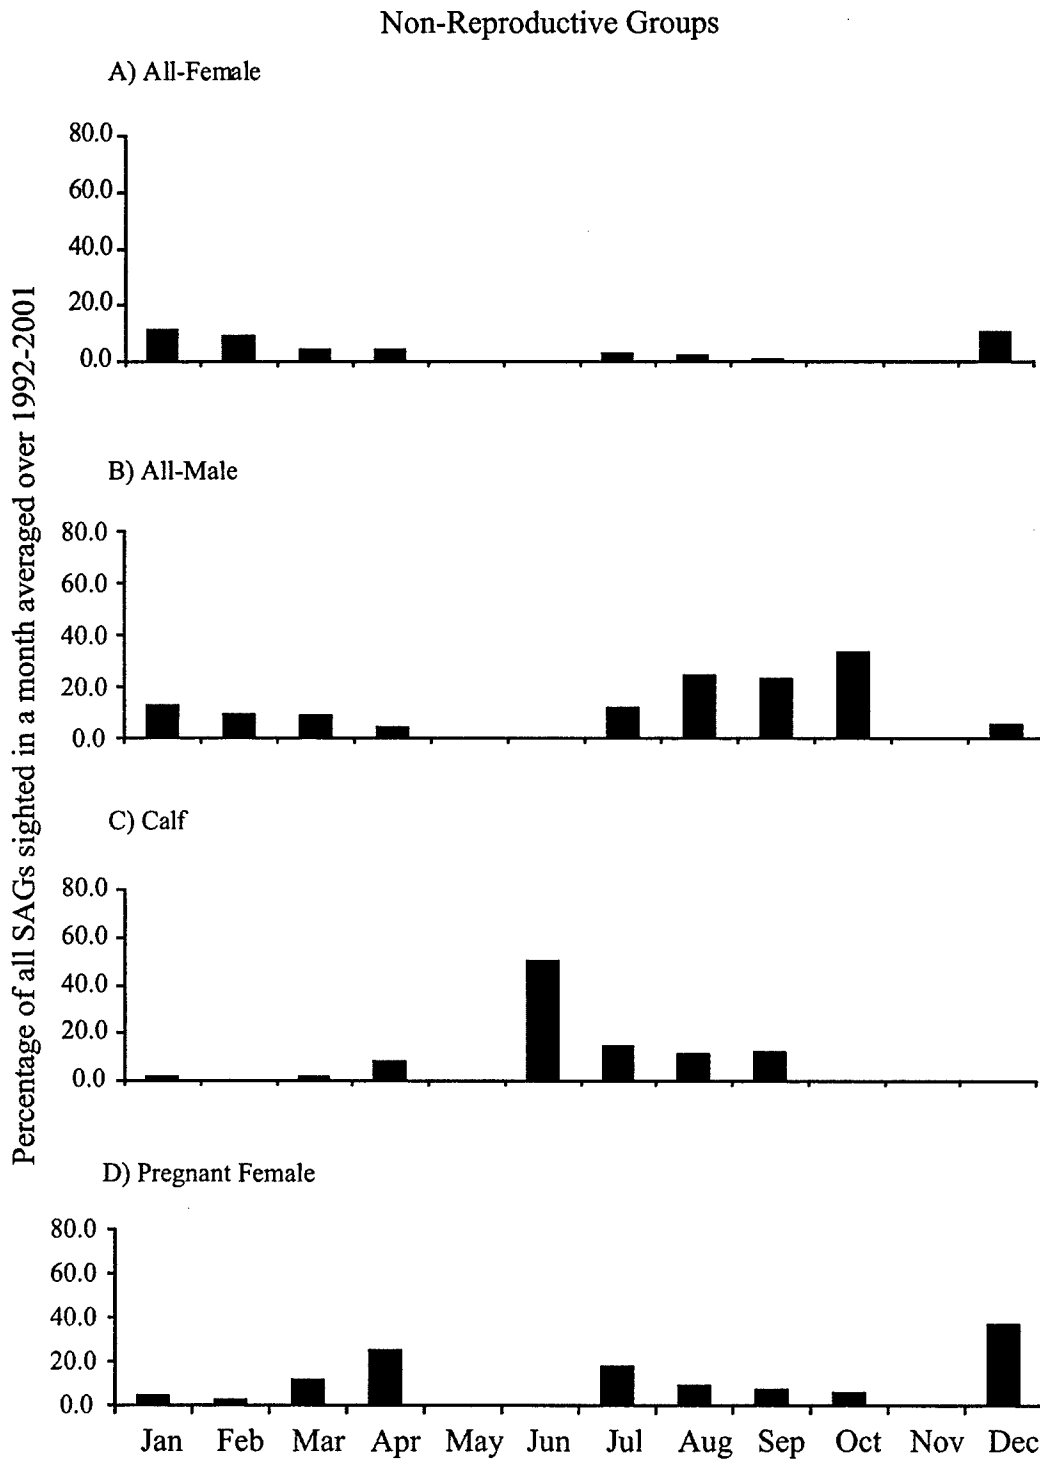 Non-Reproductive Groups
A) All-Female
80.0
60.0
40.0
20.0
0.0
B) All-Male
80.0
60.0
40.0
20.0
0.0
C) Calf
80.0
60.0
40.0
20.0
0.0
D) Pregnant Female
80.0
60.0
40.0
20.0
0.0
Jan Feb Mar Apr May Jun Jul Aug Sep Oct Nov Dec
Percentage of all SAGs sighted in a month averaged over 1992-2001